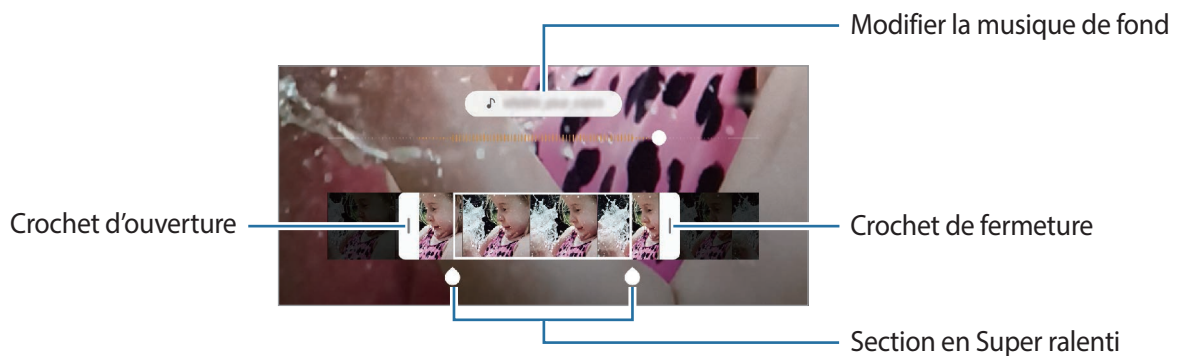 Modifier la musique de fond
Crochet d'ouverture
Crochet de fermeture
Section en Super ralenti